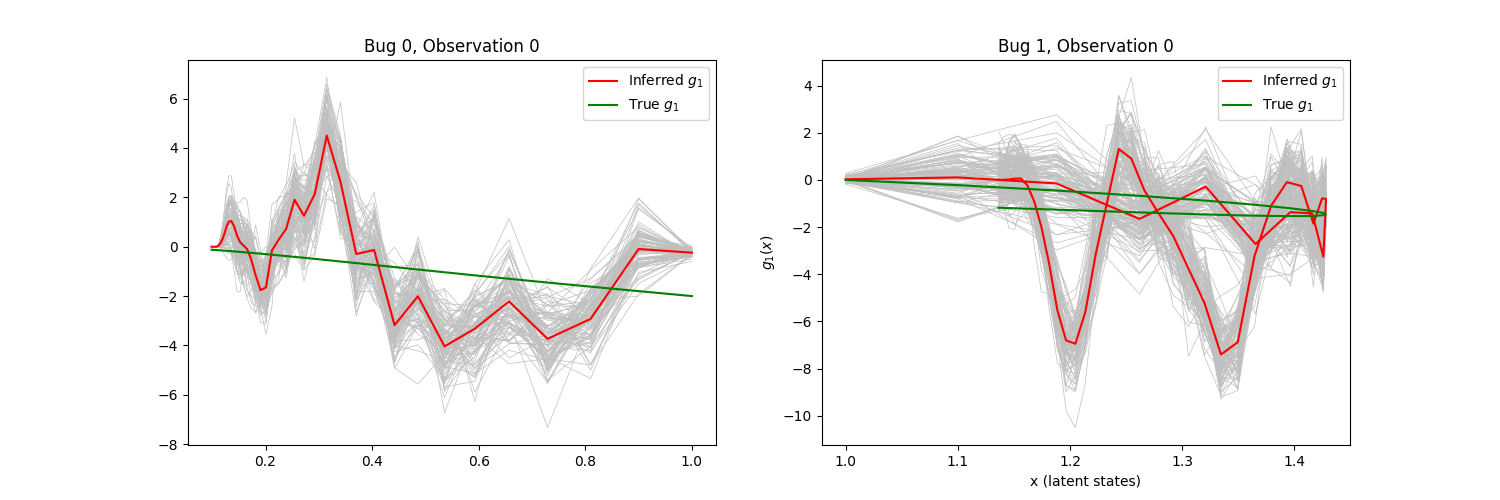 Bug 0, Observation 0
Inferred g₁
True g₁
6
4
2
0
−2
−4
−6
−8
0.2 0.4 0.6 0.8 1.0
Bug 1, Observation 0
Inferred g₁
True g₁
4
2
0
−2
−4
−6
−8
−10
g₁(x)
1.0 1.1 1.2 1.3 1.4
x (latent states)